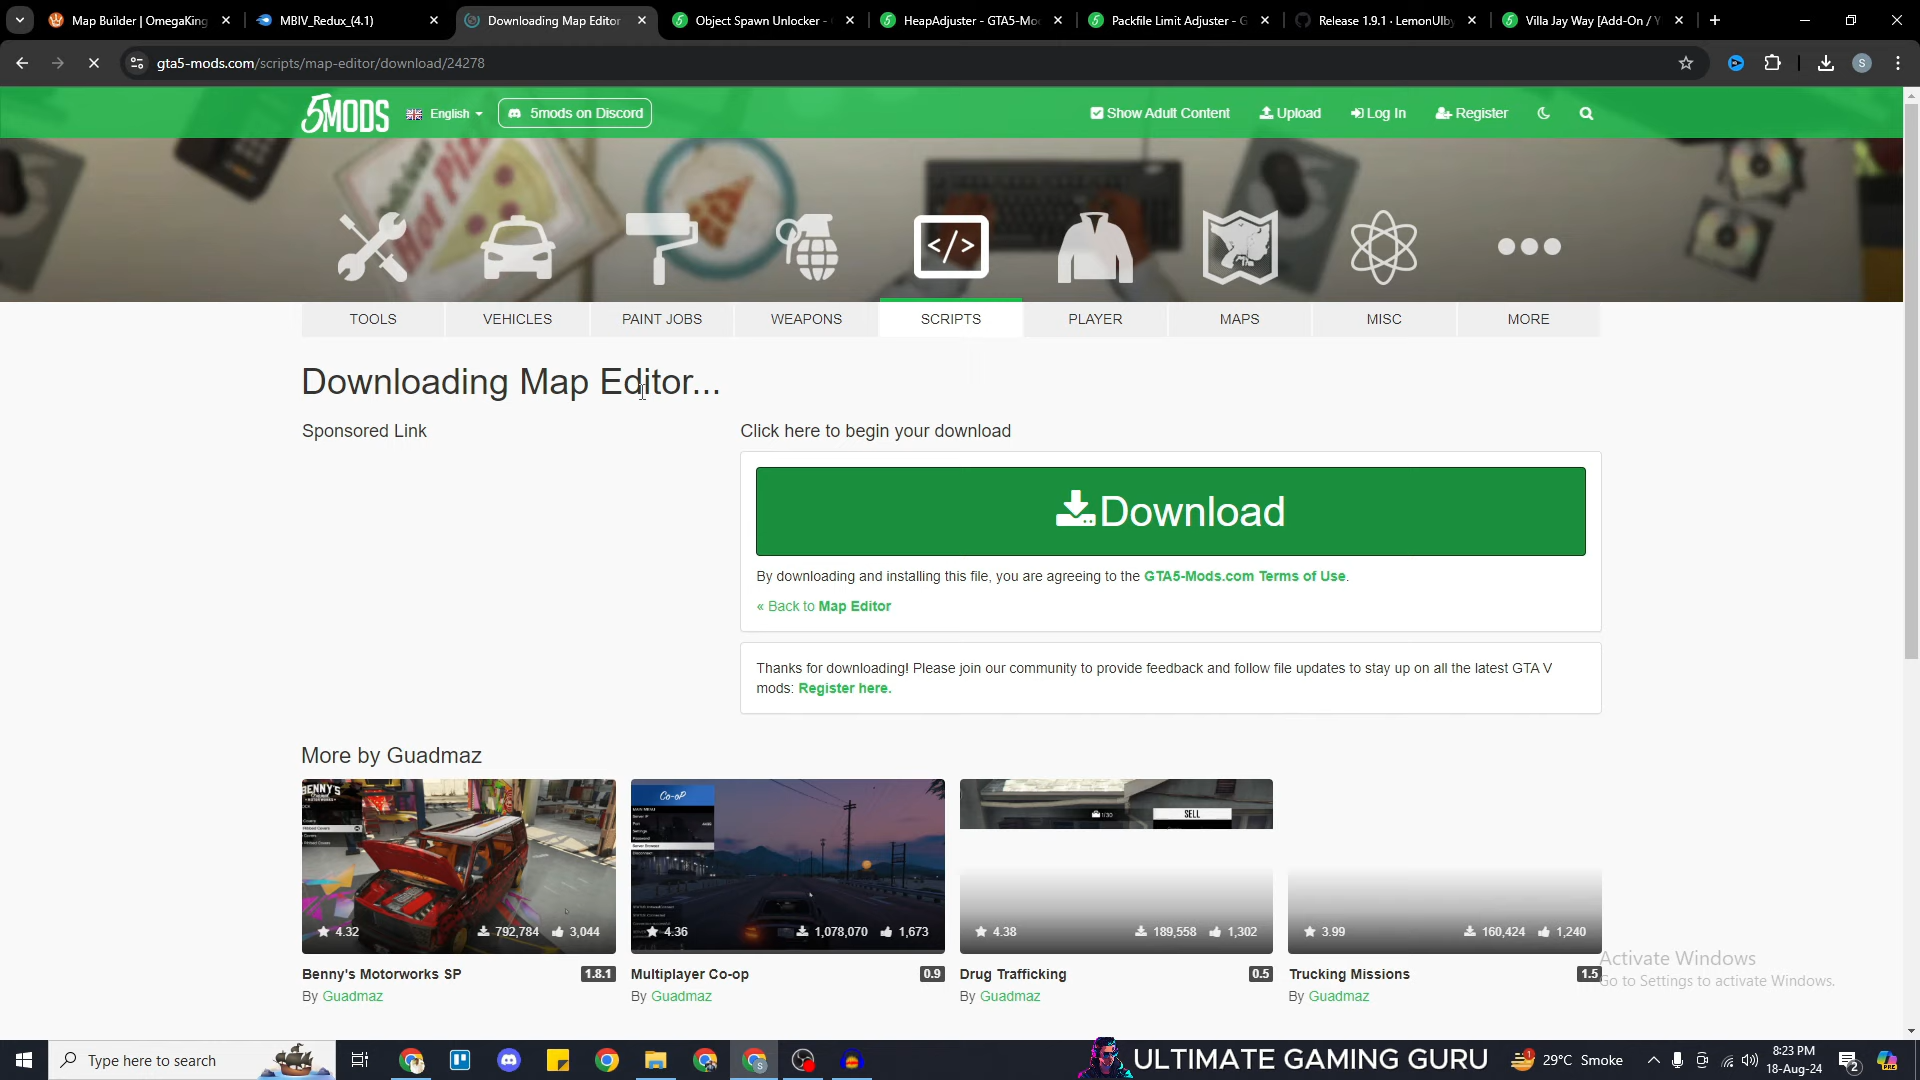 Map Builder | OmegaKing
MBIV_Redux_(4.1)
Downloading Map Editor
Object Spawn Unlocker -
HeapAdjuster - GTA5-Mo
Packfile Limit Adjuster - G
Release 1.9.1 · LemonUIby
Villa Jay Way [Add-On / Y
gta5-mods.com/scripts/map-editor/download/24278
S
5MODS
English
5mods on Discord
Show Adult Content
Upload
Log In
Register
TOOLS
VEHICLES
PAINT JOBS
WEAPONS
SCRIPTS
PLAYER
MAPS
MISC
MORE
Downloading Map Editor...
Sponsored Link
Click here to begin your download
Download
By downloading and installing this file, you are agreeing to the GTA5-Mods.com Terms of Use.
« Back to Map Editor
Thanks for downloading! Please join our community to provide feedback and follow file updates to stay up on all the latest GTA V
mods: Register here.
More by Guadmaz
4.32 792,784 3,044
4.36 1,078,070 1,673
SELL
4.38 189,558 1,302
3.99 160,424 1,240
Benny's Motorworks SP 1.8.1
By Guadmaz
Multiplayer Co-op 0.9
By Guadmaz
Drug Trafficking 0.5
By Guadmaz
Trucking Missions 1.5
By Guadmaz
Activate Windows
Go to Settings to activate Windows.
Type here to search
ULTIMATE GAMING GURU
29°C Smoke
8:23 PM
18-Aug-24
2